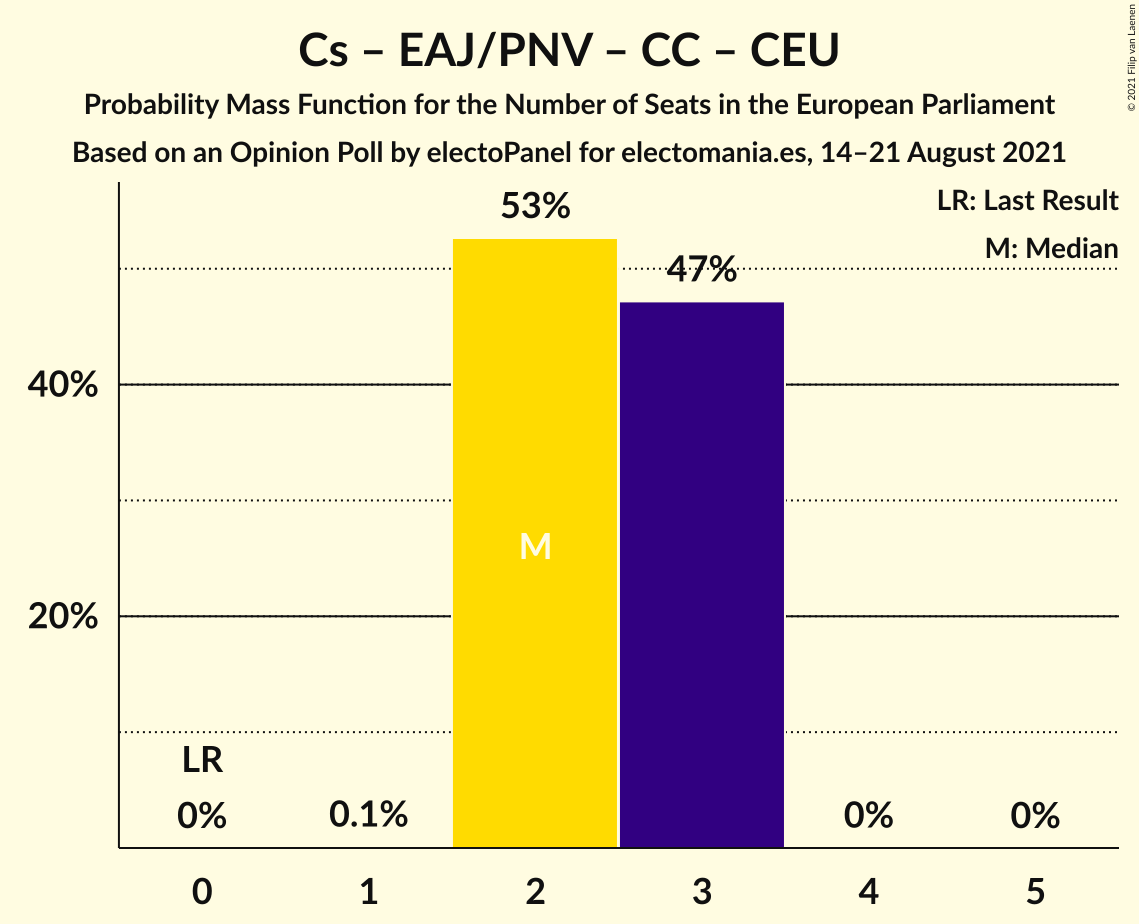 Cs – EAJ/PNV – CC – CEU
Probability Mass Function for the Number of Seats in the European Parliament
Based on an Opinion Poll by electoPanel for electomania.es, 14–21 August 2021
© 2021 Filip van Laenen
LR: Last Result
M: Median
53%
47%
40%
20%
M
LR
0%
0.1%
0%
0%
0 1 2 3 4 5